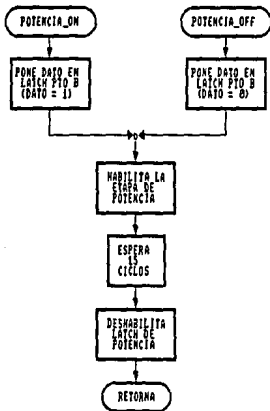 POTENCIA_ON
POTENCIA_OFF
PONE DATO EN
LATCH PTO B
(DATO = 1)
PONE DATO EN
LATCH PTO B
(DATO = 0)
HABILITA LA
ETAPA DE
POTENCIA
ESPERA
15
CICLOS
DESHABILITA
LATCH DE
POTENCIA
RETORNA